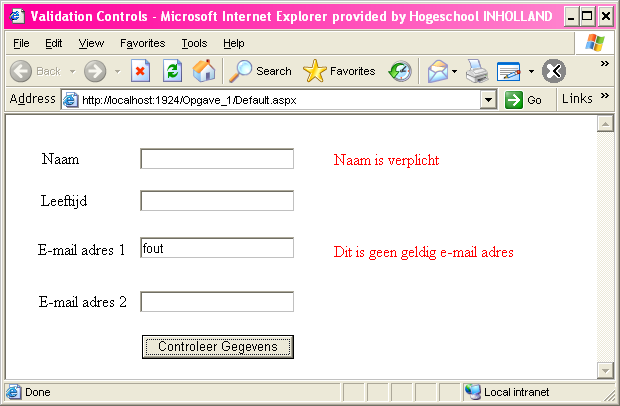 Validation Controls - Microsoft Internet Explorer provided by Hogeschool INHOLLAND
File Edit View Favorites Tools Help
Back Search Favorites
Address http://localhost:1924/Opgave_1/Default.aspx Go Links
Naam Naam is verplicht
Leeftijd
E-mail adres 1 fout Dit is geen geldig e-mail adres
E-mail adres 2
Controleer Gegevens
Done Local intranet